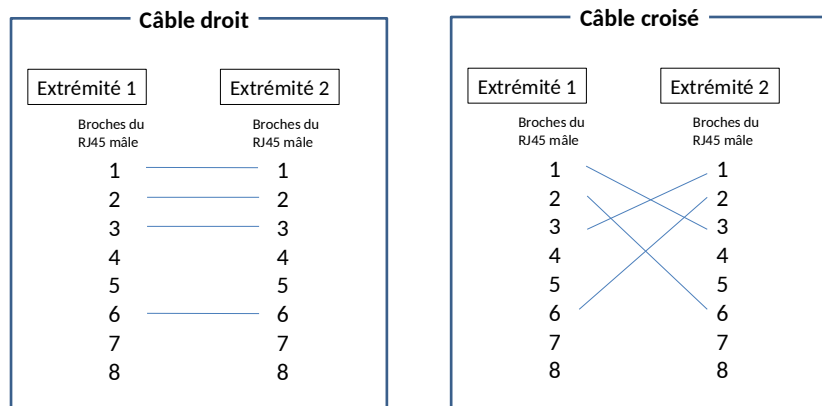 Câble droit
Extrémité 1
Extrémité 2
Broches du
RJ45 mâle
Broches du
RJ45 mâle
1 1
2 2
3 3
4 4
5 5
6 6
7 7
8 8
Câble croisé
Extrémité 1
Extrémité 2
Broches du
RJ45 mâle
Broches du
RJ45 mâle
1 1
2 2
3 3
4 4
5 5
6 6
7 7
8 8